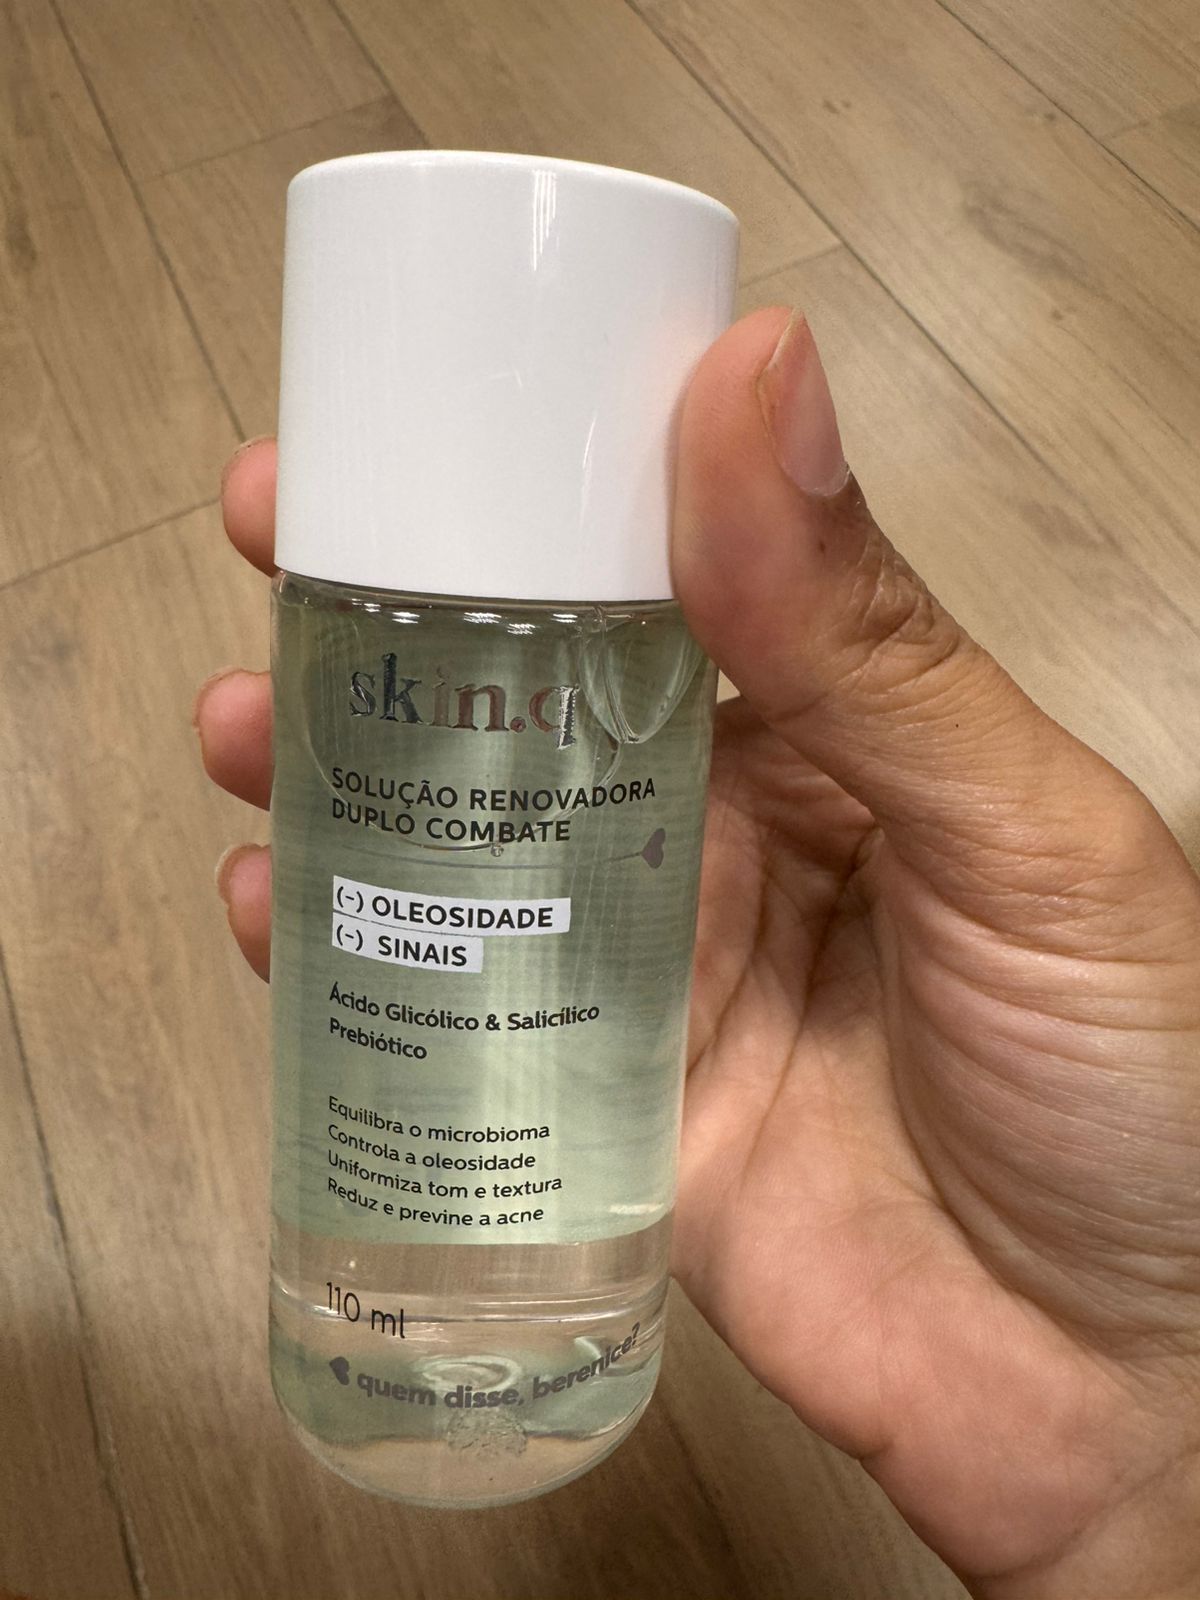 skin.q
SOLUÇÃO RENOVADORA
DUPLO COMBATE
(-) OLEOSIDADE
(-) SINAIS
Ácido Glicólico & Salicílico
Prebiótico
Equilibra o microbioma
Controla a oleosidade
Uniformiza tom e textura
Reduz e previne a acne
110 ml
quem disse, berenice?